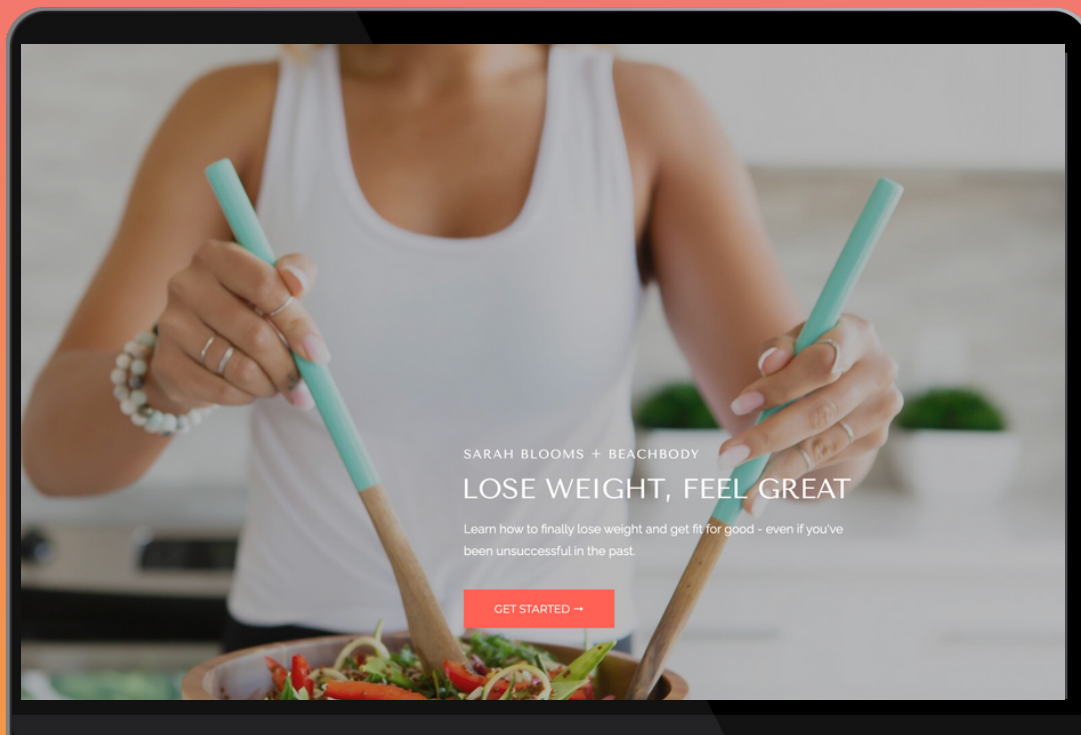 SARAH BLOOMS + BEACHBODY
LOSE WEIGHT, FEEL GREAT
Learn how to finally lose weight and get fit for good - even if you've
been unsuccessful in the past.
GET STARTED →